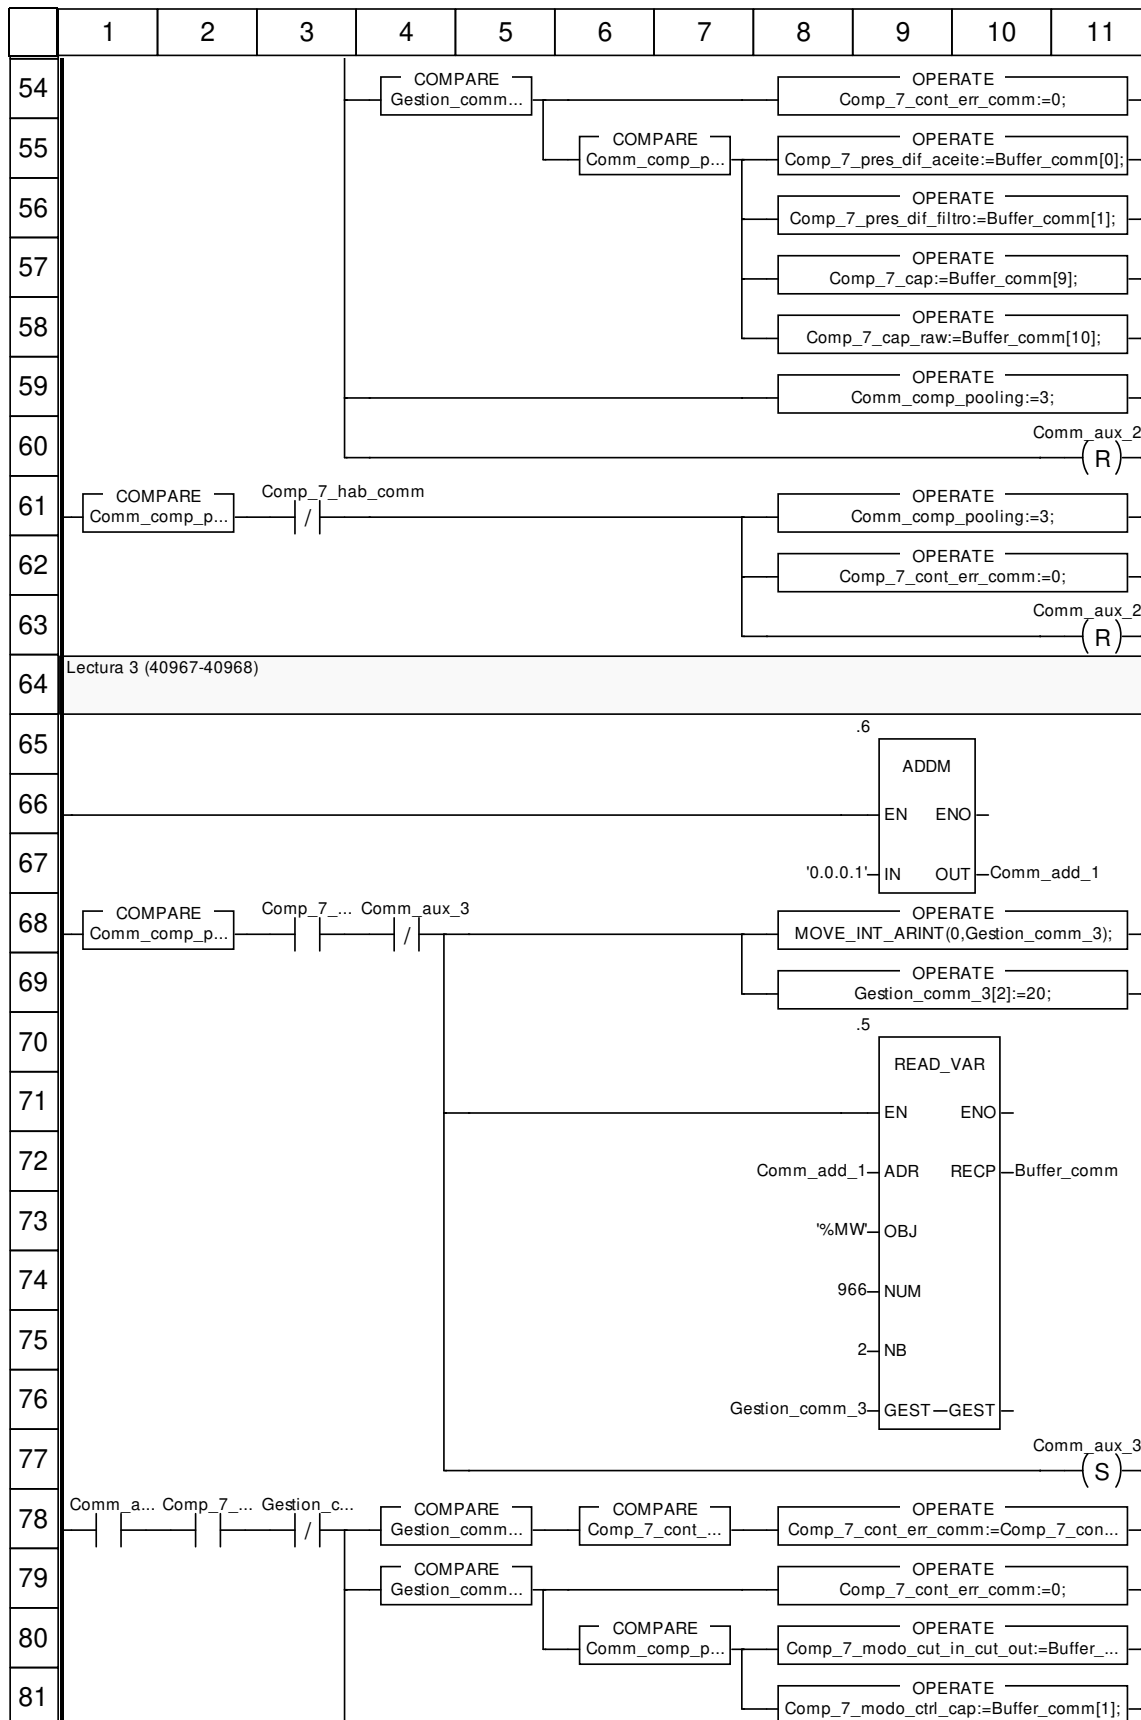 1 2 3 4 5 6 7 8 9 10 11
54
COMPARE
Gestion_comm...
OPERATE
Comp_7_cont_err_comm:=0;
55
COMPARE
Comm_comp_p...
OPERATE
Comp_7_pres_dif_aceite:=Buffer_comm[0];
56
OPERATE
Comp_7_pres_dif_filtro:=Buffer_comm[1];
57
OPERATE
Comp_7_cap:=Buffer_comm[9];
58
OPERATE
Comp_7_cap_raw:=Buffer_comm[10];
59
OPERATE
Comm_comp_pooling:=3;
60
Comm_aux_2
R
61
COMPARE
Comm_comp_p...
Comp_7_hab_comm
/
OPERATE
Comm_comp_pooling:=3;
62
OPERATE
Comp_7_cont_err_comm:=0;
63
Comm_aux_2
R
64
Lectura 3 (40967-40968)
65
.6
ADDM
66
EN ENO
67
'0.0.0.1' IN OUT Comm_add_1
68
COMPARE
Comm_comp_p...
Comp_7_... Comm_aux_3
/
OPERATE
MOVE_INT_ARINT(0,Gestion_comm_3);
69
OPERATE
Gestion_comm_3[2]:=20;
70
.5
READ_VAR
71
EN ENO
72
Comm_add_1 ADR RECP Buffer_comm
73
'%MW' OBJ
74
966 NUM
75
2 NB
76
Gestion_comm_3 GEST GEST
77
Comm_aux_3
S
78
Comm_a... Comp_7_... Gestion_c...
/
COMPARE
Gestion_comm...
COMPARE
Comp_7_cont_...
OPERATE
Comp_7_cont_err_comm:=Comp_7_con...
79
COMPARE
Gestion_comm...
OPERATE
Comp_7_cont_err_comm:=0;
80
COMPARE
Comm_comp_p...
OPERATE
Comp_7_modo_cut_in_cut_out:=Buffer_...
81
OPERATE
Comp_7_modo_ctrl_cap:=Buffer_comm[1];